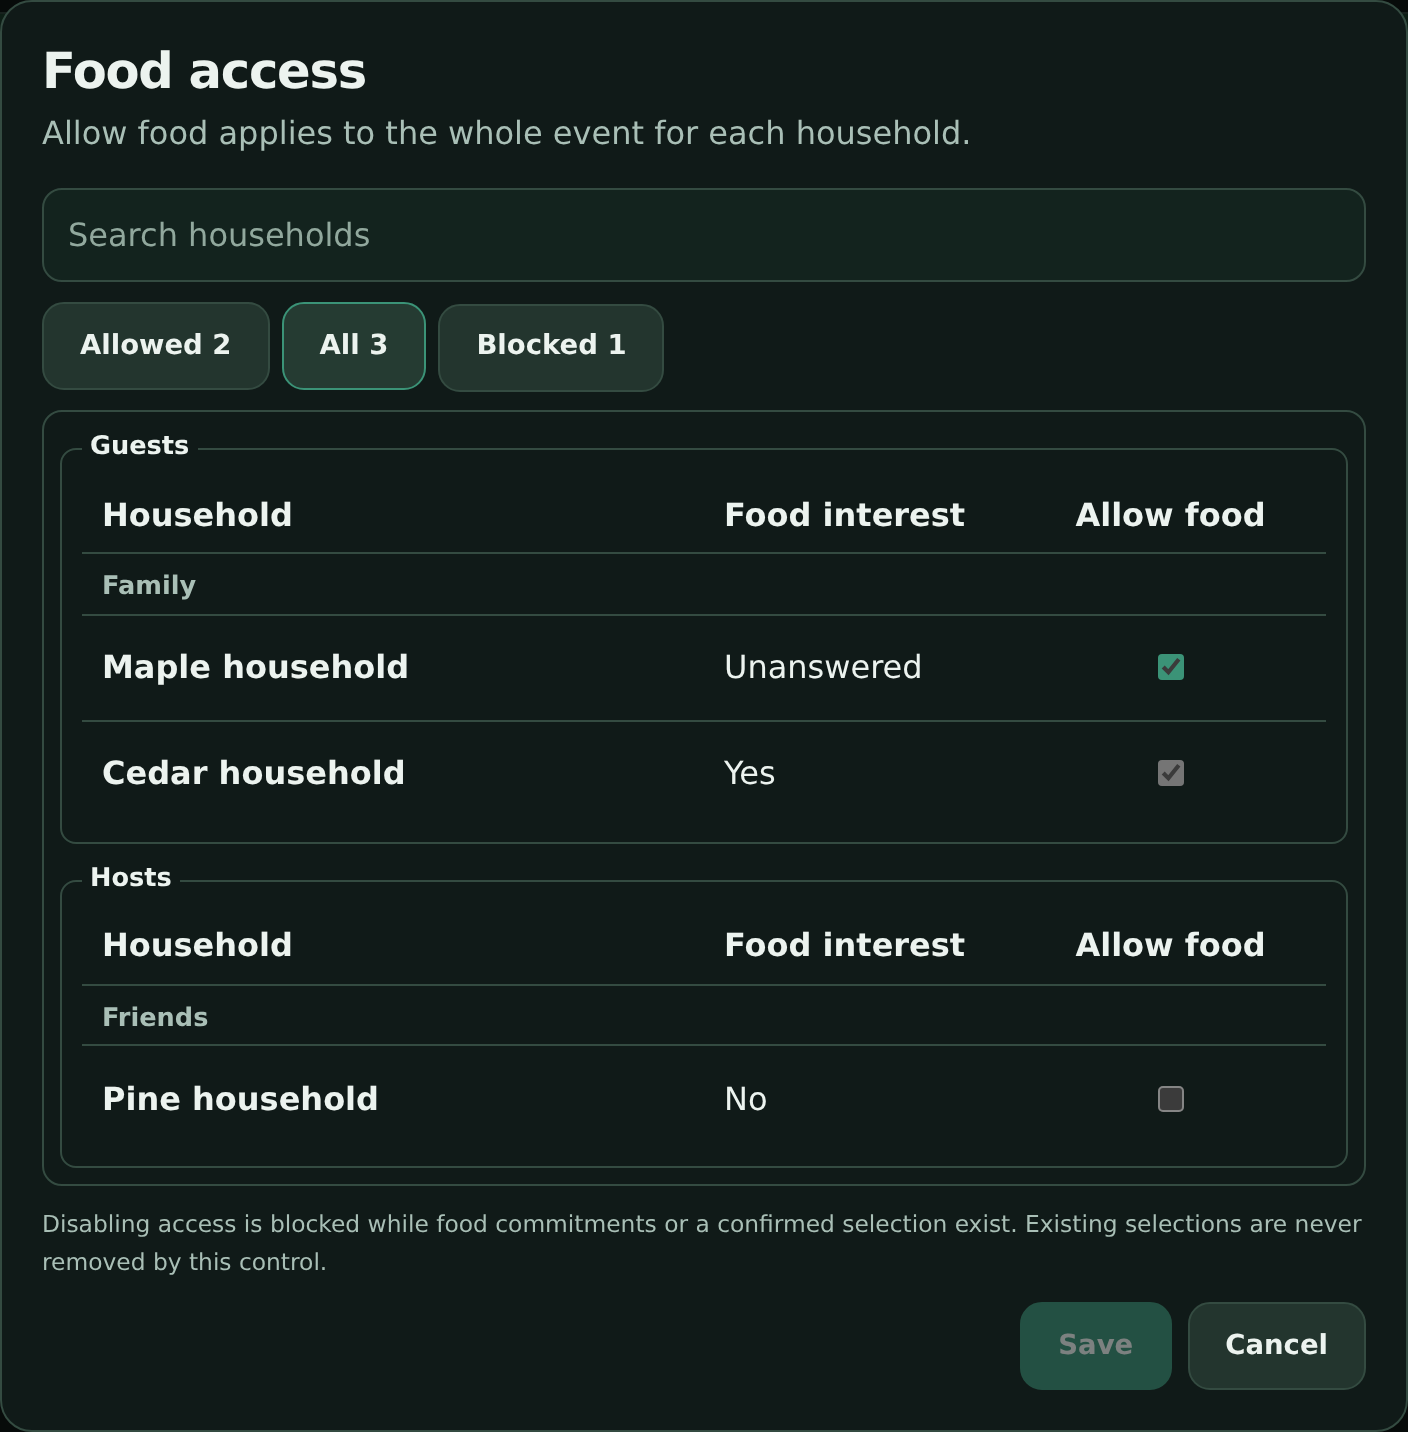 Food access
Allow food applies to the whole event for each household.
Search households
Allowed 2 All 3 Blocked 1
Guests
Household Food interest Allow food
Family
Maple household Unanswered
Cedar household Yes
Hosts
Household Food interest Allow food
Friends
Pine household No
Disabling access is blocked while food commitments or a confirmed selection exist. Existing selections are never
removed by this control.
Save Cancel